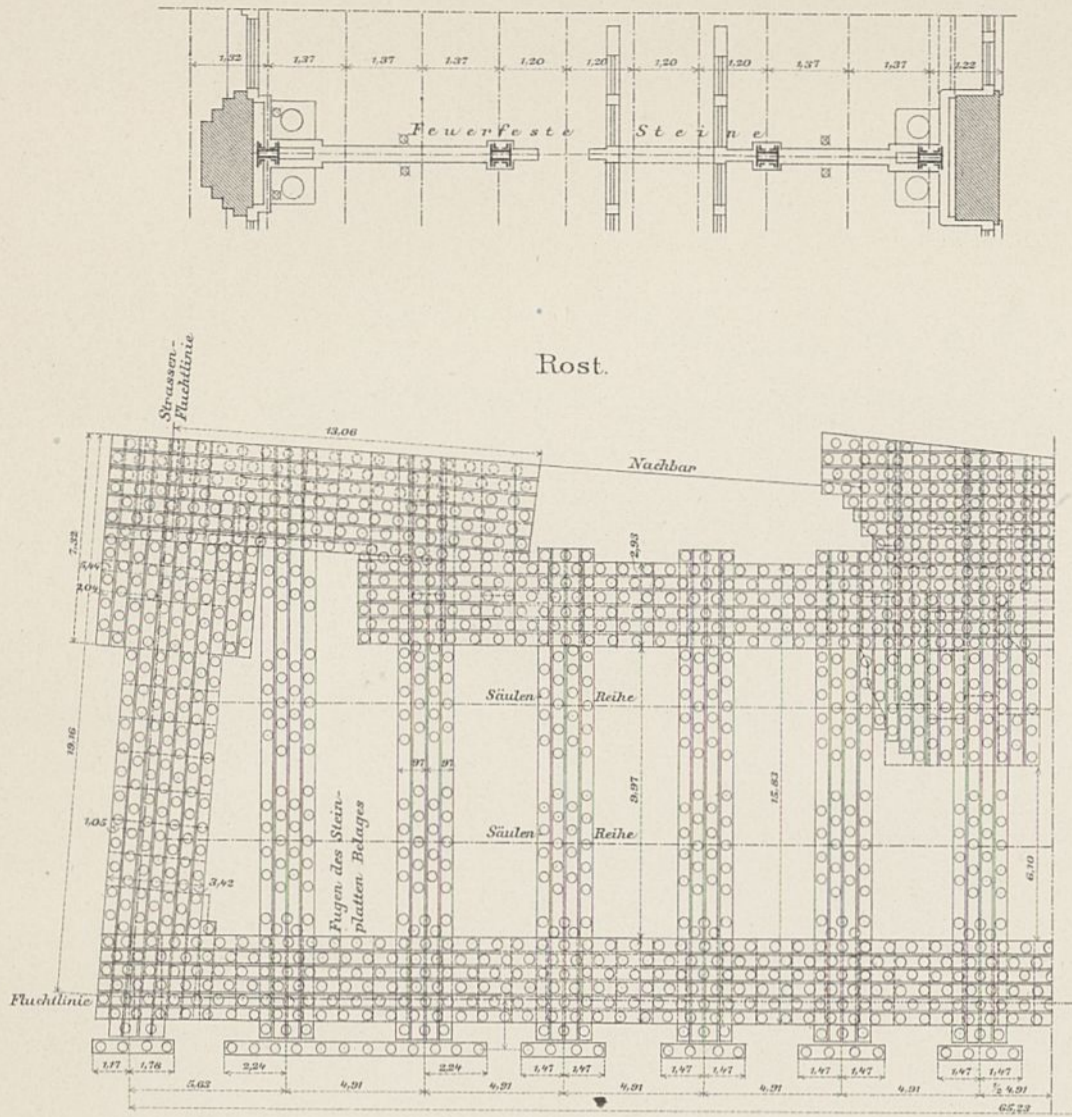 1,32 1,37 1,37 1.37 1,20 1,20 1,20 1,20 1,37 1,37 1.22
Feuerfeste Steine
Rost.
Strassen-
Fluchtlinie
13,06
Nachbar
7,32
2,93
Säulen Reihe
19,16
97 97
9.97
15.83
1,05
Säulen Reihe
Fugen des Stein-
platten Belages
3,42
6.10
Fluchtlinie
1,17 1,78 2,24 2,24 1,47 1,47 1,47 1,47 1,47 1,47 1,47 1,47
5,63 4,91 4,91 4,91 4,91 4,91 ½ 4.91
65,23